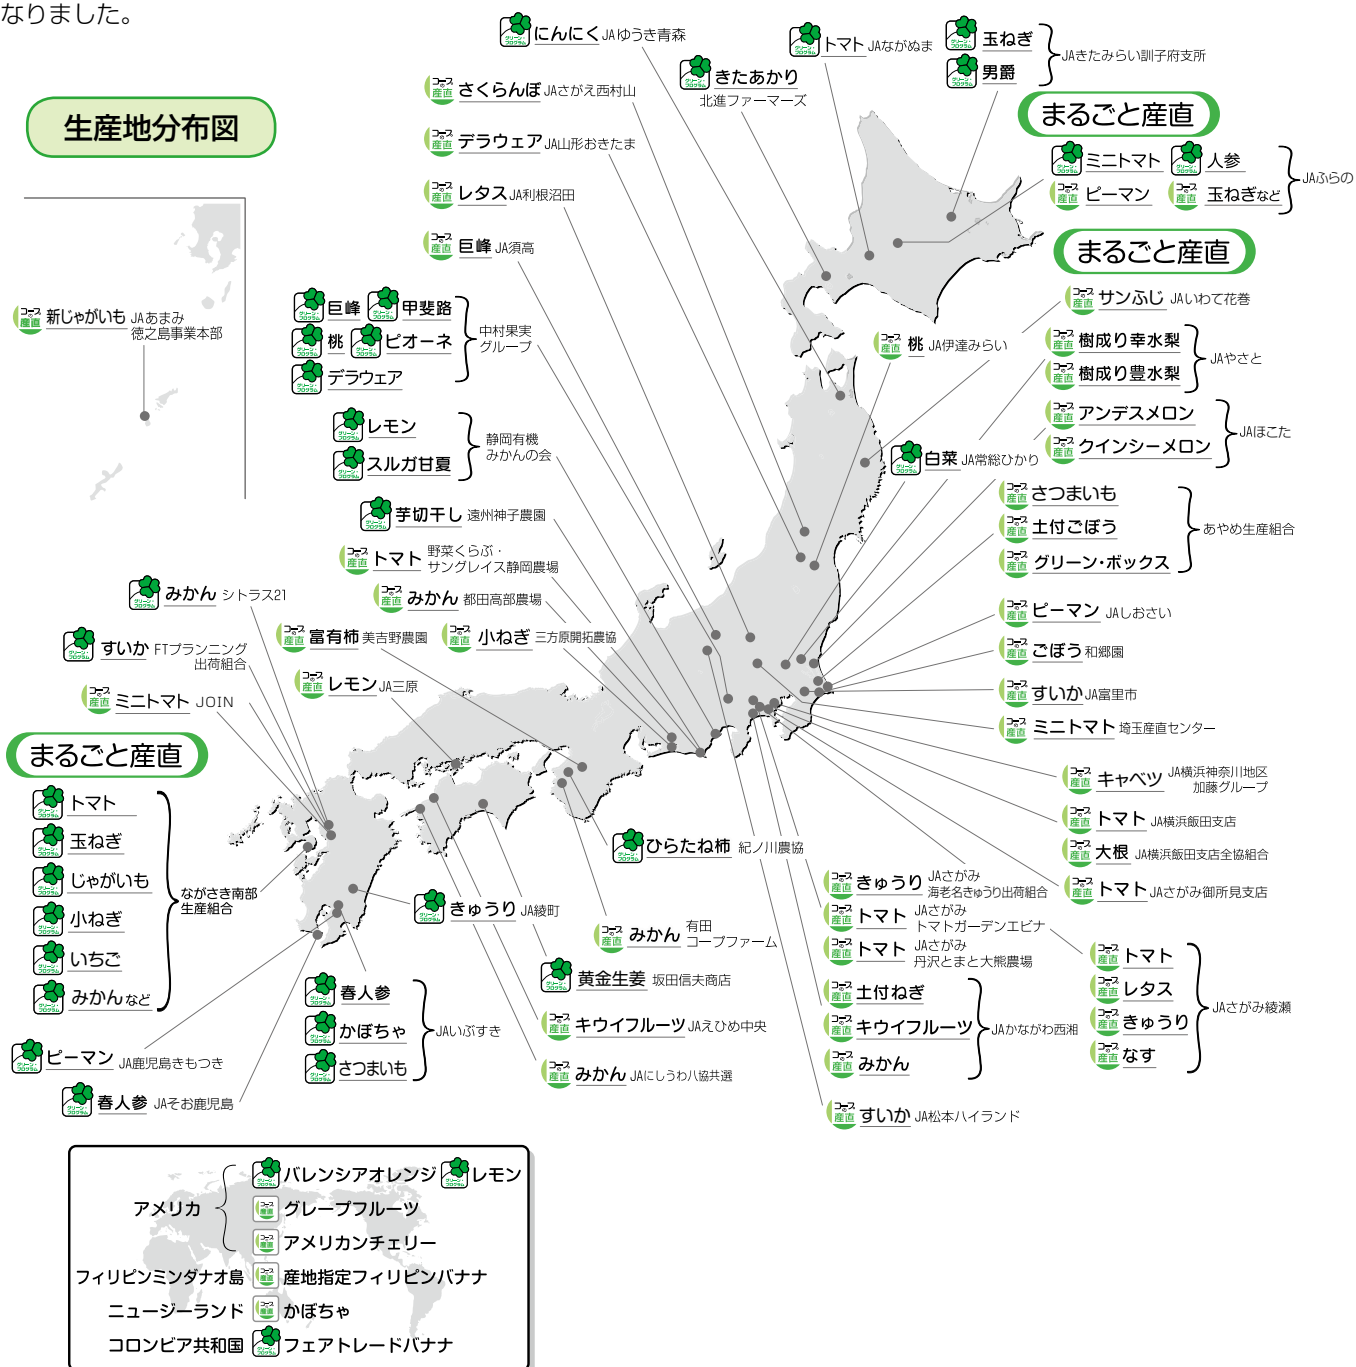 なりました。
生産地分布図
にんにく JAゆうき青森
トマト JAながぬま
玉ねぎ
男爵
JAきたみらい訓子府支所
きたあかり
北進ファーマーズ
さくらんぼ JAさがえ西村山
デラウェア JA山形おきたま
レタス JA利根沼田
巨峰 JA須高
まるごと産直
ミニトマト 人参
ピーマン 玉ねぎなど
JAふらの
まるごと産直
サンふじ JAいわて花巻
樹成り幸水梨
樹成り豊水梨
JAやさと
アンデスメロン
クインシーメロン
JAほこた
桃 JA伊達みらい
白菜 JA常総ひかり
さつまいも
土付ごぼう
グリーン・ボックス
あやめ生産組合
ピーマン JAしおさい
ごぼう 和郷園
すいか JA富里市
ミニトマト 埼玉産直センター
キャベツ JA横浜神奈川地区
加藤グループ
トマト JA横浜飯田支店
大根 JA横浜飯田支店全協組合
トマト JAさがみ御所見支店
新じゃがいも JAあまみ
徳之島事業本部
巨峰 甲斐路
桃 ピオーネ
デラウェア
中村果実
グループ
レモン
スルガ甘夏
静岡有機
みかんの会
芋切干し 遠州神子農園
トマト 野菜くらぶ・
サングレイス静岡農場
みかん 都田高部農場
富有柿 美吉野農園
小ねぎ 三方原開拓農協
レモン JA三原
みかん シトラス21
すいか FTプランニング
出荷組合
ミニトマト JOIN
まるごと産直
トマト
玉ねぎ
じゃがいも
小ねぎ
いちご
みかんなど
ながさき南部
生産組合
ピーマン JA鹿児島きもつき
春人参 JAそお鹿児島
きゅうり JA綾町
春人参
かぼちゃ
さつまいも
JAいぶすき
ひらたね柿 紀ノ川農協
みかん 有田
コープファーム
黄金生姜 坂田信夫商店
キウイフルーツ JAえひめ中央
みかん JAにしうわ八協共選
きゅうり JAさがみ
海老名きゅうり出荷組合
トマト JAさがみ
トマトガーデンエビナ
トマト JAさがみ
丹沢とまと大熊農場
土付ねぎ
キウイフルーツ
みかん
JAかながわ西湘
すいか JA松本ハイランド
トマト
レタス
きゅうり
なす
JAさがみ綾瀬
アメリカ
バレンシアオレンジ レモン
グレープフルーツ
アメリカンチェリー
フィリピンミンダナオ島 産地指定フィリピンバナナ
ニュージーランド かぼちゃ
コロンビア共和国 フェアトレードバナナ